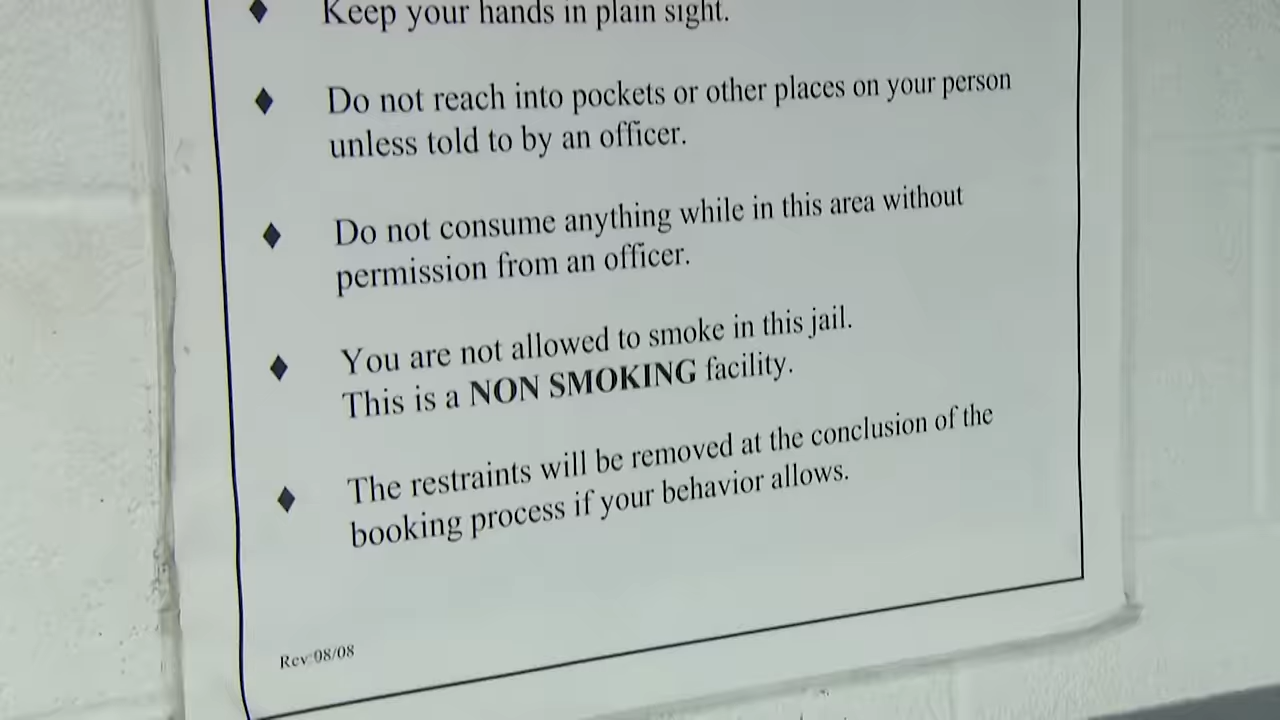 ♦ Keep your hands in plain sight.
♦ Do not reach into pockets or other places on your person
unless told to by an officer.
♦ Do not consume anything while in this area without
permission from an officer.
♦ You are not allowed to smoke in this jail.
This is a NON SMOKING facility.
♦ The restraints will be removed at the conclusion of the
booking process if your behavior allows.
Rev:08/08